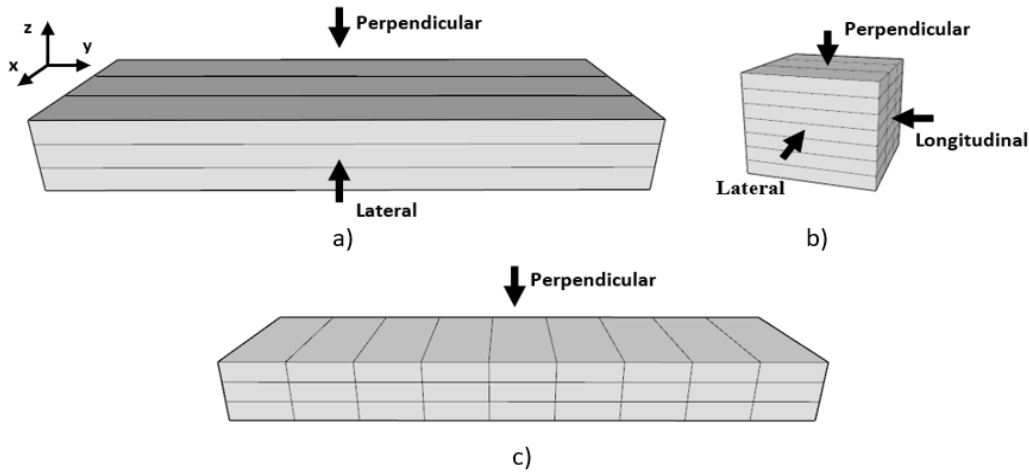 Perpendicular
z
y
x
Lateral
a)
Perpendicular
Longitudinal
Lateral
b)
Perpendicular
c)